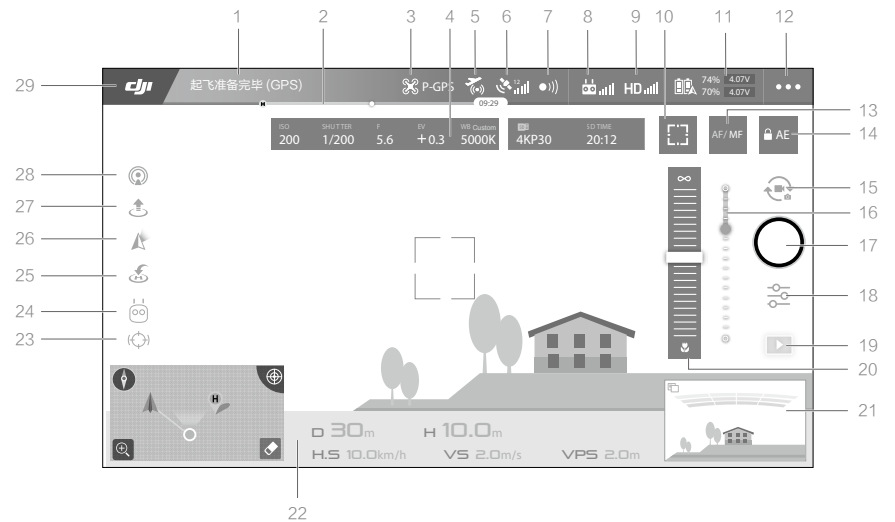 1 2 3 4 5 6 7 8 9 10 11 12
29 dji 起飞准备完毕 (GPS) P-GPS 12 HD 74% 4.07V
70% 4.07V
H 09:29
ISO SHUTTER F EV WB Custom SD TIME
200 1/200 5.6 +0.3 5000K 4KP30 20:12
AF/MF AE
13
14
28 ∞ 15
27 16
26 17
25
24 18
23 19
20
H
21
D 30m H 10.0m
H.S 10.0km/h VS 2.0m/s VPS 2.0m
22